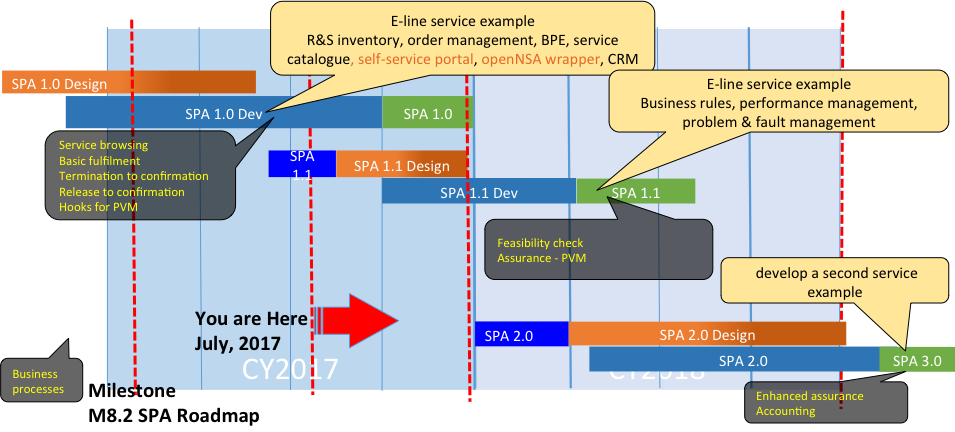 E-line service example
R&S inventory, order management, BPE, service
catalogue, self-service portal, openNSA wrapper, CRM
E-line service example
Business rules, performance management,
problem & fault management
SPA 1.0 Design
SPA 1.0 Dev
SPA 1.0
Service browsing
Basic fulfilment
Termination to confirmation
Release to confirmation
Hooks for PVM
SPA
1.1
SPA 1.1 Design
SPA 1.1 Dev
SPA 1.1
Feasibility check
Assurance - PVM
develop a second service
example
You are Here
July, 2017
SPA 2.0
SPA 2.0 Design
SPA 2.0
SPA 3.0
CY2017
CY2018
Business
processes
Milestone
M8.2 SPA Roadmap
Enhanced assurance
Accounting